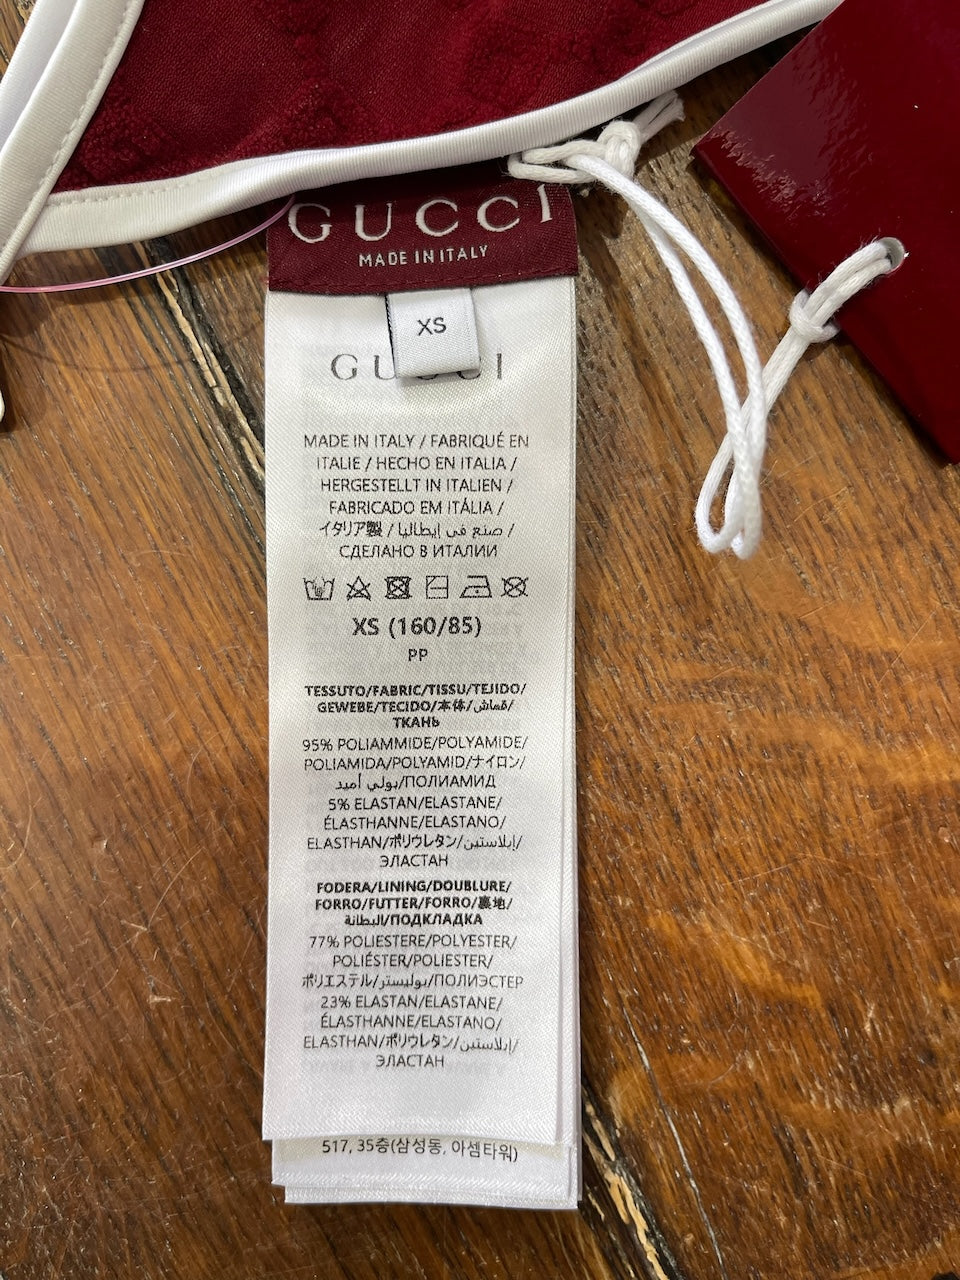 GUCCI
MADE IN ITALY
XS
GUCCI
MADE IN ITALY / FABRIQUÉ EN
ITALIE / HECHO EN ITALIA /
HERGESTELLT IN ITALIEN /
FABRICADO EM ITÁLIA /
イタリア製 / صنع في إيطاليا /
СДЕЛАНО В ИТАЛИИ
XS (160/85)
PP
TESSUTO/FABRIC/TISSU/TEJIDO/
GEWEBE/TECIDO/本体/قماش/
ТКАНЬ
95% POLIAMMIDE/POLYAMIDE/
POLIAMIDA/POLYAMID/ナイロン/
بولي أميد/ПОЛИАМИД
5% ELASTAN/ELASTANE/
ÉLASTHANNE/ELASTANO/
ELASTHAN/ポリウレタン/إيلاستين/
ЭЛАСТАН
FODERA/LINING/DOUBLURE/
FORRO/FUTTER/FORRO/裏地/
البطانة/ПОДКЛАДКА
77% POLIESTERE/POLYESTER/
POLIÉSTER/POLIESTER/
ポリエステル/بوليستر/ПОЛИЭСТЕР
23% ELASTAN/ELASTANE/
ÉLASTHANNE/ELASTANO/
ELASTHAN/ポリウレタン/إيلاستين/
ЭЛАСТАН
517, 35층(삼성동, 아셈타워)